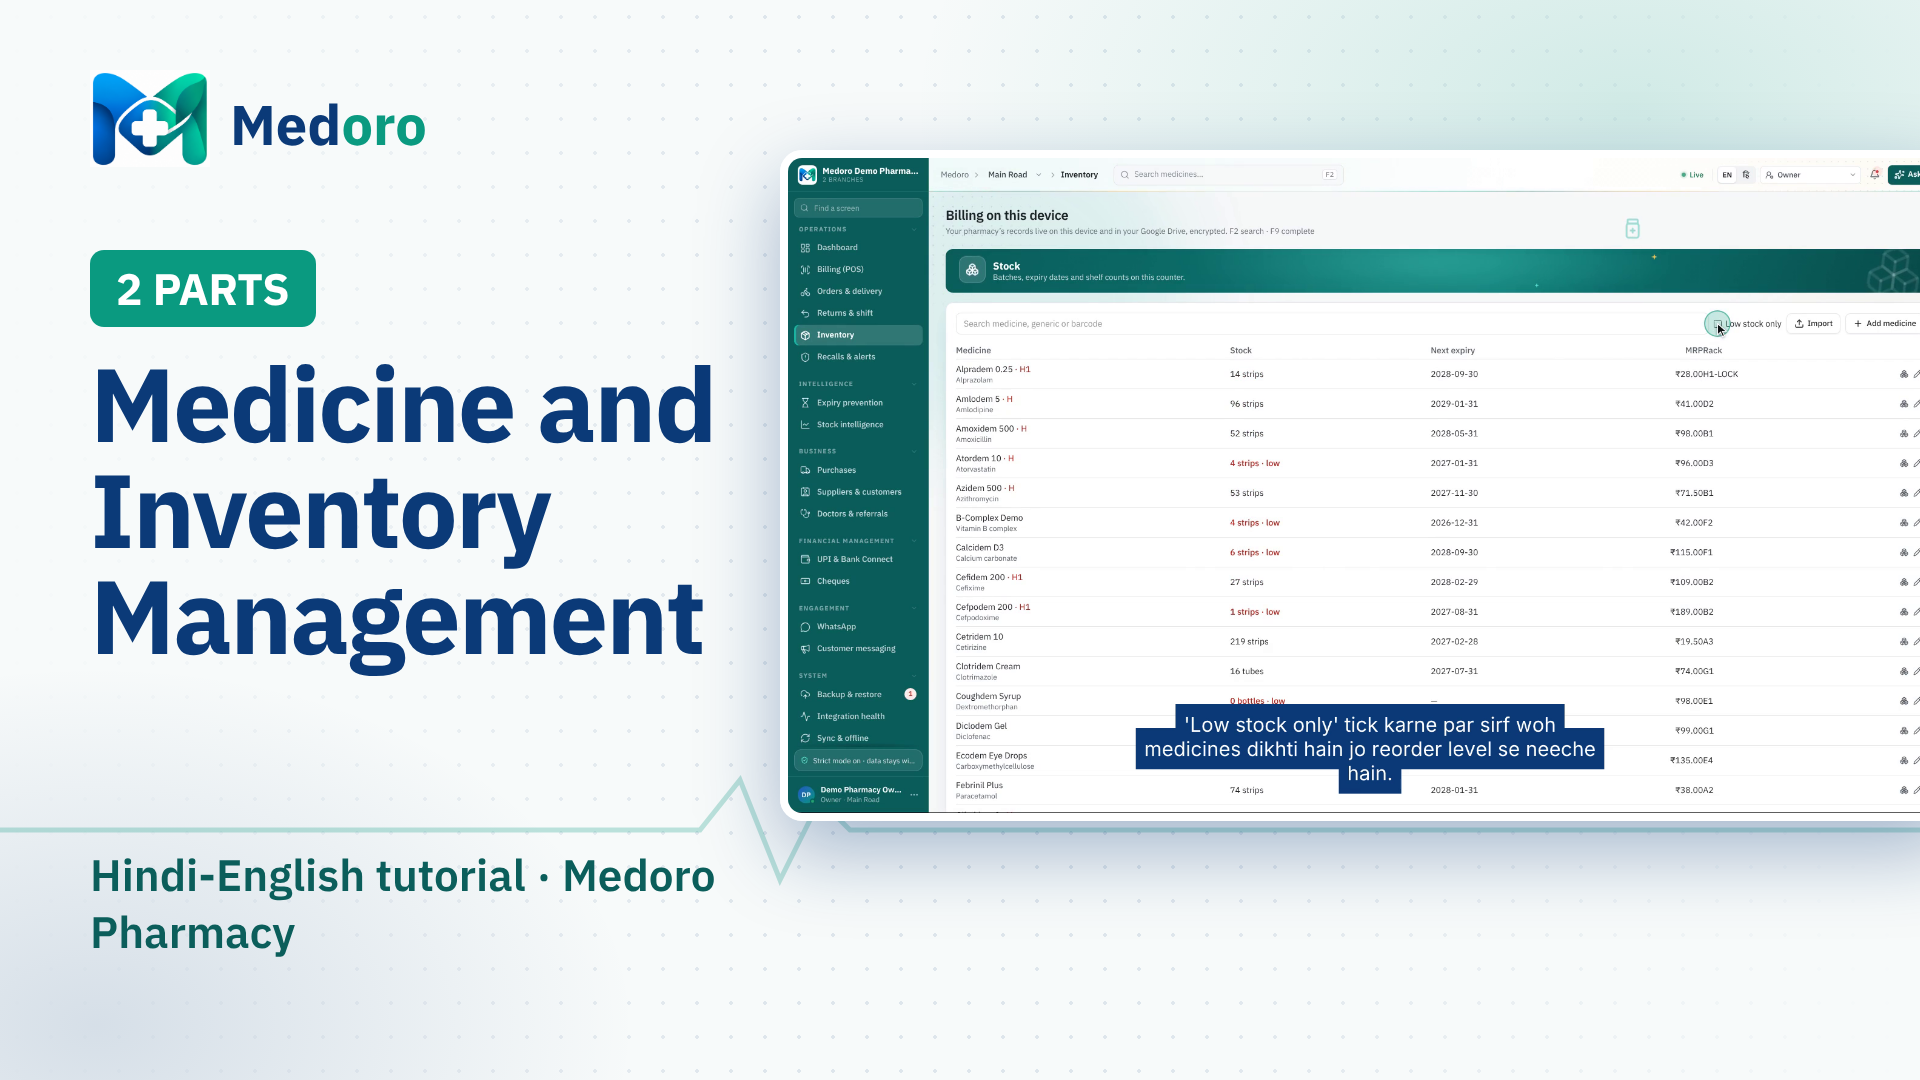 Medoro
2 PARTS
Medicine and
Inventory
Management
Hindi-English tutorial · Medoro
Pharmacy
Medoro Demo Pharma...
2 BRANCHES
Find a screen
OPERATIONS
Dashboard
Billing (POS)
Orders & delivery
Returns & shift
Inventory
Recalls & alerts
INTELLIGENCE
Expiry prevention
Stock intelligence
BUSINESS
Purchases
Suppliers & customers
Doctors & referrals
FINANCIAL MANAGEMENT
UPI & Bank Connect
Cheques
ENGAGEMENT
WhatsApp
Customer messaging
SYSTEM
Backup & restore 1
Integration health
Sync & offline
Strict mode on · data stays wi...
DP Demo Pharmacy Ow...
Owner · Main Road
Medoro > Main Road > Inventory Search medicines... F2 Live EN Owner Ask
Billing on this device
Your pharmacy's records live on this device and in your Google Drive, encrypted. F2 search · F9 complete
Stock
Batches, expiry dates and shelf counts on this counter.
Search medicine, generic or barcode Low stock only Import + Add medicine
Medicine Stock Next expiry MRP Rack
Alpradem 0.25 · H1 14 strips 2028-09-30 ₹28.00 H1-LOCK
Alprazolam
Amlodem 5 · H 96 strips 2029-01-31 ₹41.00 D2
Amlodipine
Amoxidem 500 · H 52 strips 2028-05-31 ₹98.00 B1
Amoxicillin
Atordem 10 · H 4 strips · low 2027-01-31 ₹96.00 D3
Atorvastatin
Azidem 500 · H 53 strips 2027-11-30 ₹71.50 B1
Azithromycin
B-Complex Demo 4 strips · low 2026-12-31 ₹42.00 F2
Vitamin B complex
Calcidem D3 6 strips · low 2028-09-30 ₹115.00 F1
Calcium carbonate
Cefidem 200 · H1 27 strips 2028-02-29 ₹109.00 B2
Cefixime
Cefpodem 200 · H1 1 strips · low 2027-08-31 ₹189.00 B2
Cefpodoxime
Cetridem 10 219 strips 2027-02-28 ₹19.50 A3
Cetirizine
Clotridem Cream 16 tubes 2027-07-31 ₹74.00 G1
Clotrimazole
Coughdem Syrup 0 bottles · low — ₹98.00 E1
Dextromethorphan
Diclodem Gel ₹99.00 G1
Diclofenac
Ecodem Eye Drops ₹135.00 E4
Carboxymethylcellulose
Febrinil Plus 74 strips 2028-01-31 ₹38.00 A2
Paracetamol
'Low stock only' tick karne par sirf woh
medicines dikhti hain jo reorder level se neeche
hain.